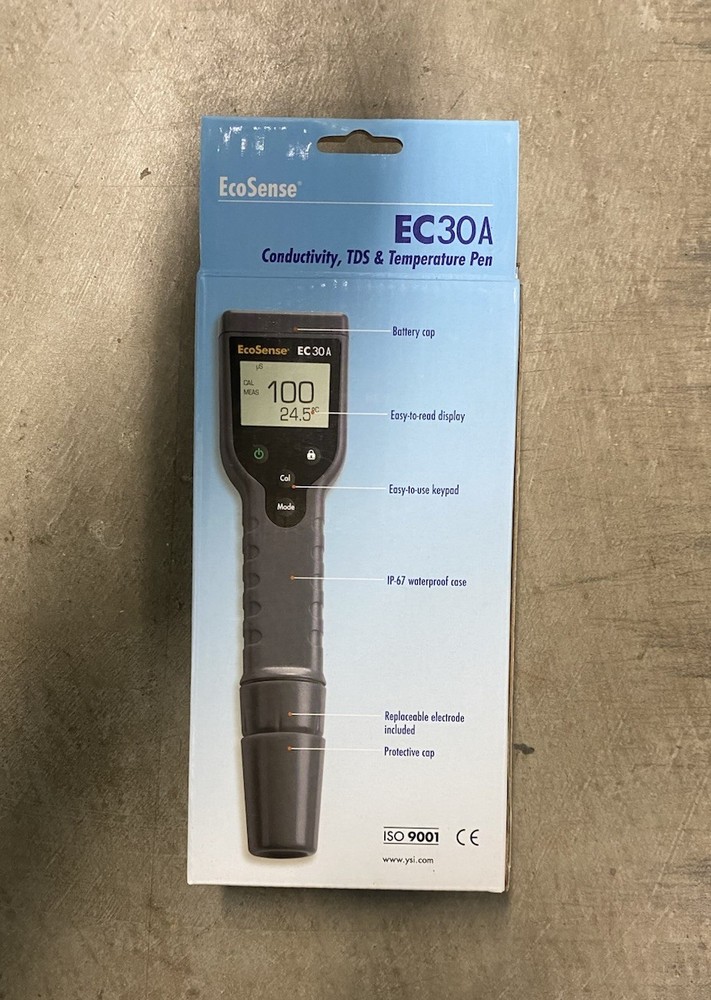 EcoSense®
EC30A
Conductivity, TDS & Temperature Pen
Battery cap
EcoSense® EC30A
µS
CAL
MEAS
100
24.5°C
Easy-to-read display
Cal
Easy-to-use keypad
Mode
IP-67 waterproof case
Replaceable electrode
included
Protective cap
ISO 9001 CE
www.ysi.com